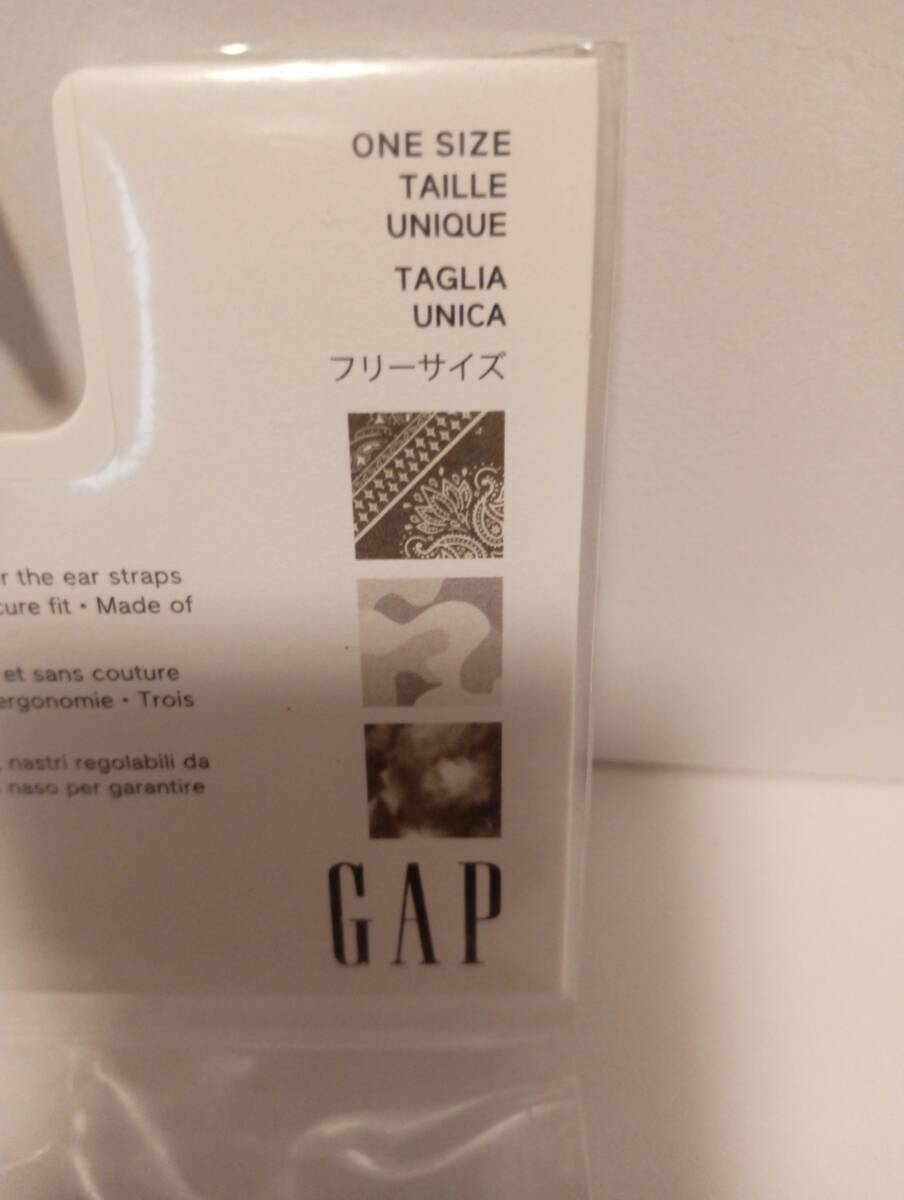 ONE SIZE
TAILLE
UNIQUE
TAGLIA
UNICA
フリーサイズ
r the ear straps
cure fit • Made of
et sans couture
ergonomie • Trois
nastri regolabili da
naso per garantire
GAP